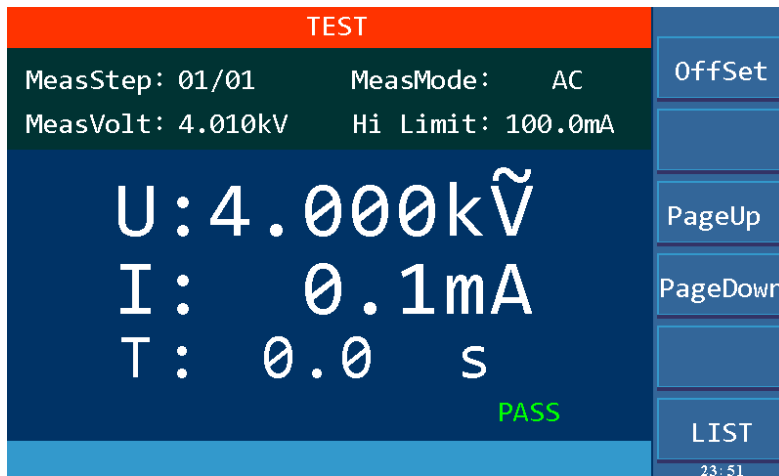 TEST
MeasStep: 01/01 MeasMode: AC
MeasVolt: 4.010kV Hi Limit: 100.0mA
U:4.000kṼ
I: 0.1mA
T: 0.0 s
PASS
OffSet
PageUp
PageDown
LIST
23:51